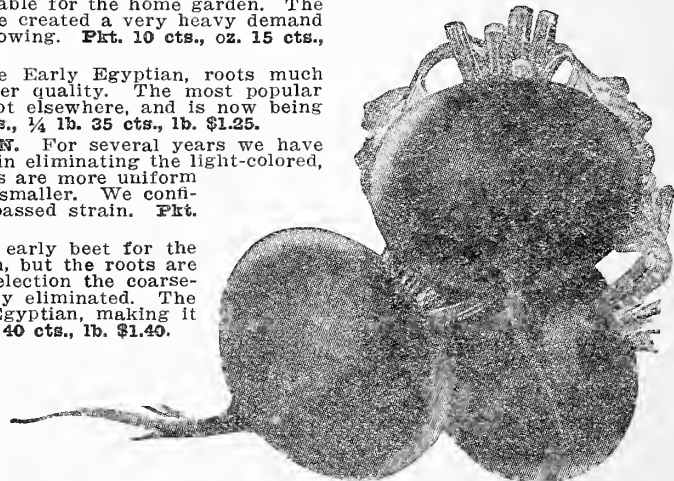 able for the home garden. The
e created a very heavy demand
owing. Pkt. 10 cts., oz. 15 cts.,
e Early Egyptian, roots much
er quality. The most popular
ot elsewhere, and is now being
s., ¼ lb. 35 cts., lb. $1.25.
N. For several years we have
in eliminating the light-colored,
s are more uniform
smaller. We confi-
passed strain. Pkt.
early beet for the
n, but the roots are
election the coarse-
y eliminated. The
Egyptian, making it
40 cts., lb. $1.40.